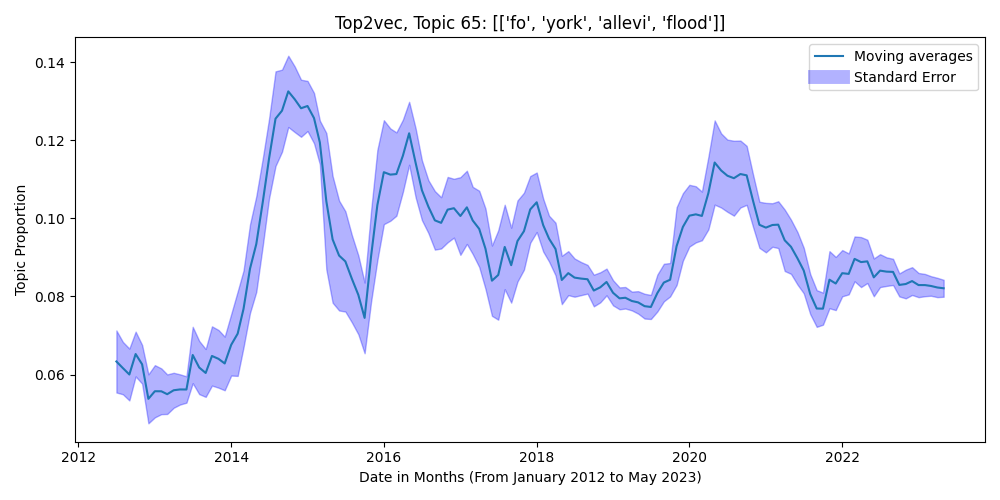 Top2vec, Topic 65: [['fo', 'york', 'allevi', 'flood']]
Moving averages
Standard Error
Topic Proportion
0.14
0.12
0.10
0.08
0.06
2012 2014 2016 2018 2020 2022
Date in Months (From January 2012 to May 2023)